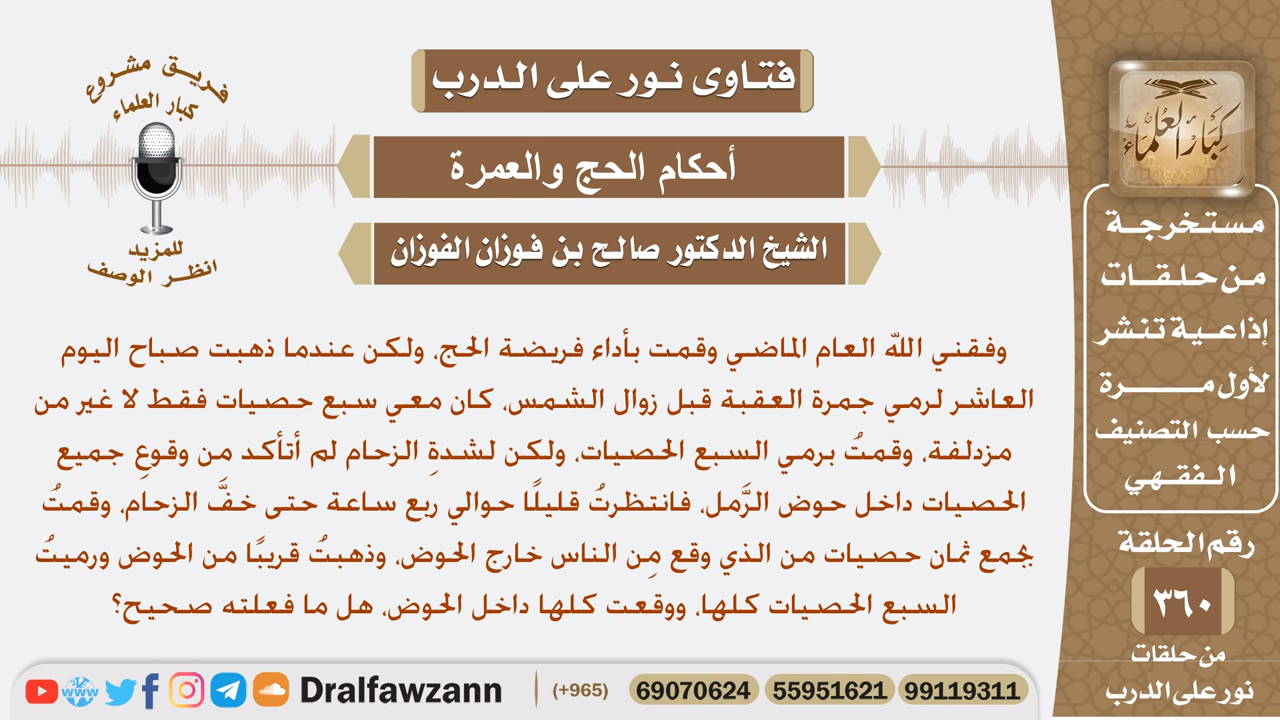 فريق مشروع
كبار العلماء
للمزيد
انظر الوصف
فتاوى نور على الدرب
أحكام الحج والعمرة
الشيخ الدكتور صالح بن فوزان الفوزان
كبار العلماء
مستخرجة
من حلقات
إذاعية تنشر
لأول مرة
حسب التصنيف
الفقهي
رقم الحلقة
٣٦٠
من حلقات
نور على الدرب
وفقني الله العام الماضي وقمت بأداء فريضة الحج، ولكن عندما ذهبت صباح اليوم
العاشر لرمي جمرة العقبة قبل زوال الشمس، كان معي سبع حصيات فقط لا غير من
مزدلفة، وقمتُ برمي السبع الحصيات، ولكن لشدةِ الزحام لم أتأكد من وقوعِ جميع
الحصيات داخل حوض الرَّمل، فانتظرتُ قليلًا حوالي ربع ساعة حتى خفَّ الزحام، وقمتُ
بجمع ثمان حصيات من الذي وقع مِن الناس خارج الحوض، وذهبتُ قريبًا من الحوض ورميتُ
السبع الحصيات كلها، ووقعت كلها داخل الحوض، هل ما فعلته صحيح؟
www
Dralfawzann
(+965)
69070624
55951621
99119311